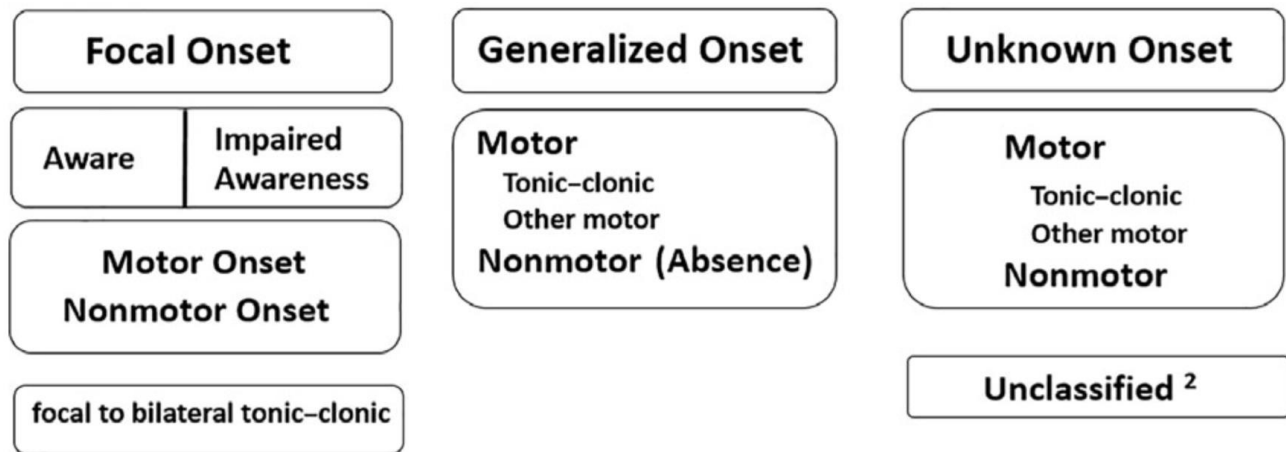 Focal Onset
Aware
Impaired
Awareness
Motor Onset
Nonmotor Onset
focal to bilateral tonic–clonic
Generalized Onset
Motor
Tonic–clonic
Other motor
Nonmotor (Absence)
Unknown Onset
Motor
Tonic–clonic
Other motor
Nonmotor
Unclassified ²